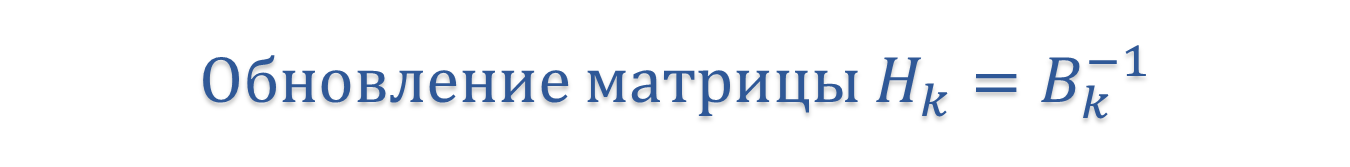 Обновление матрицы $H_k = B_k^{-1}$